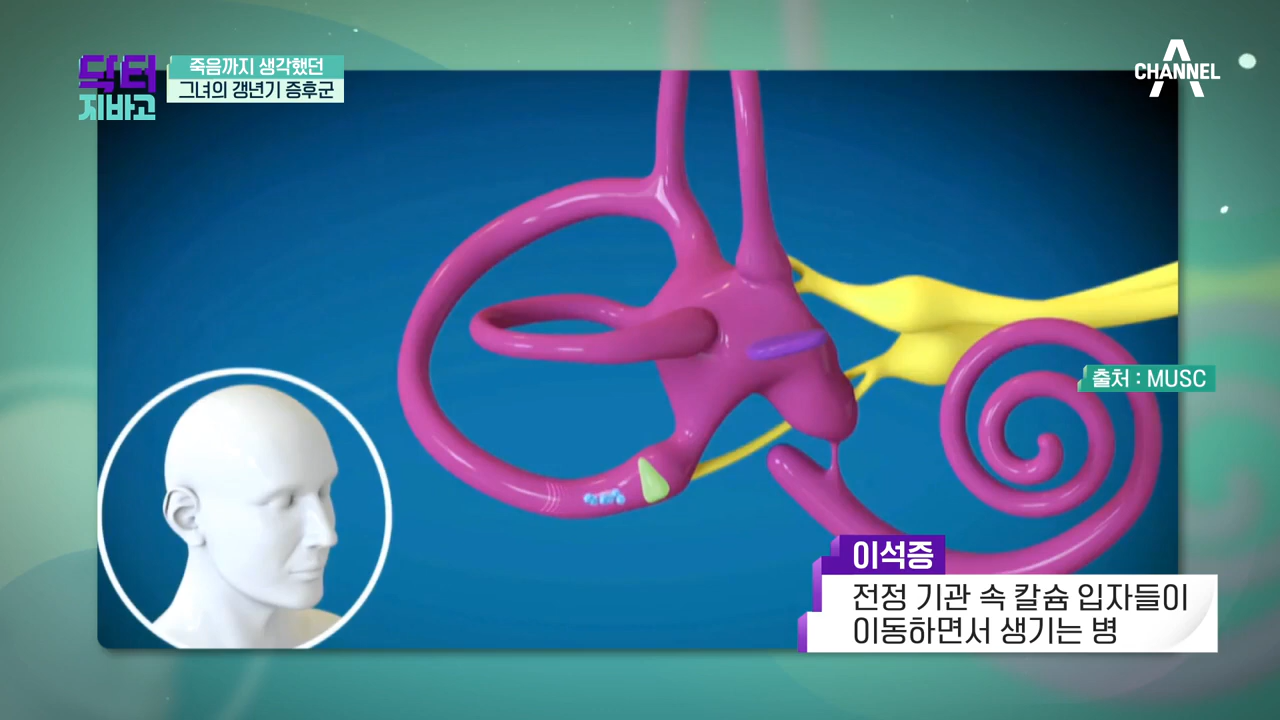 닥터
지바고
죽음까지 생각했던
그녀의 갱년기 증후군
CHANNEL A
출처 : MUSC
이석증
전정 기관 속 칼슘 입자들이
이동하면서 생기는 병